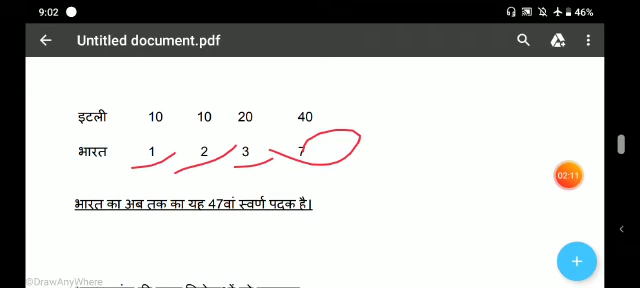 9:02 46%
Untitled document.pdf
इटली 10 10 20 40
भारत 1 2 3 7
02:11
भारत का अब तक का यह 47वां स्वर्ण पदक है।
©DrawAnyWhere